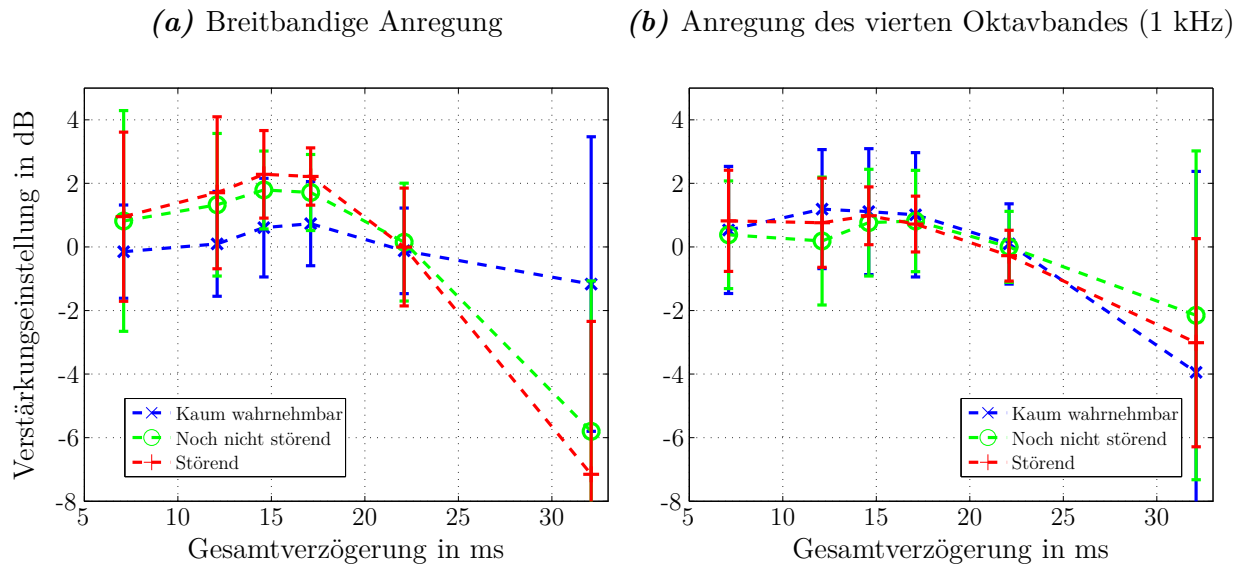 (a) Breitbandige Anregung
(b) Anregung des vierten Oktavbandes (1 kHz)
Verstärkungseinstellung in dB
4
2
0
-2
-4
-6
-8
5
10
15
20
25
30
Gesamtverzögerung in ms
Kaum wahrnehmbar
Noch nicht störend
Störend
4
2
0
-2
-4
-6
-8
5
10
15
20
25
30
Gesamtverzögerung in ms
Kaum wahrnehmbar
Noch nicht störend
Störend